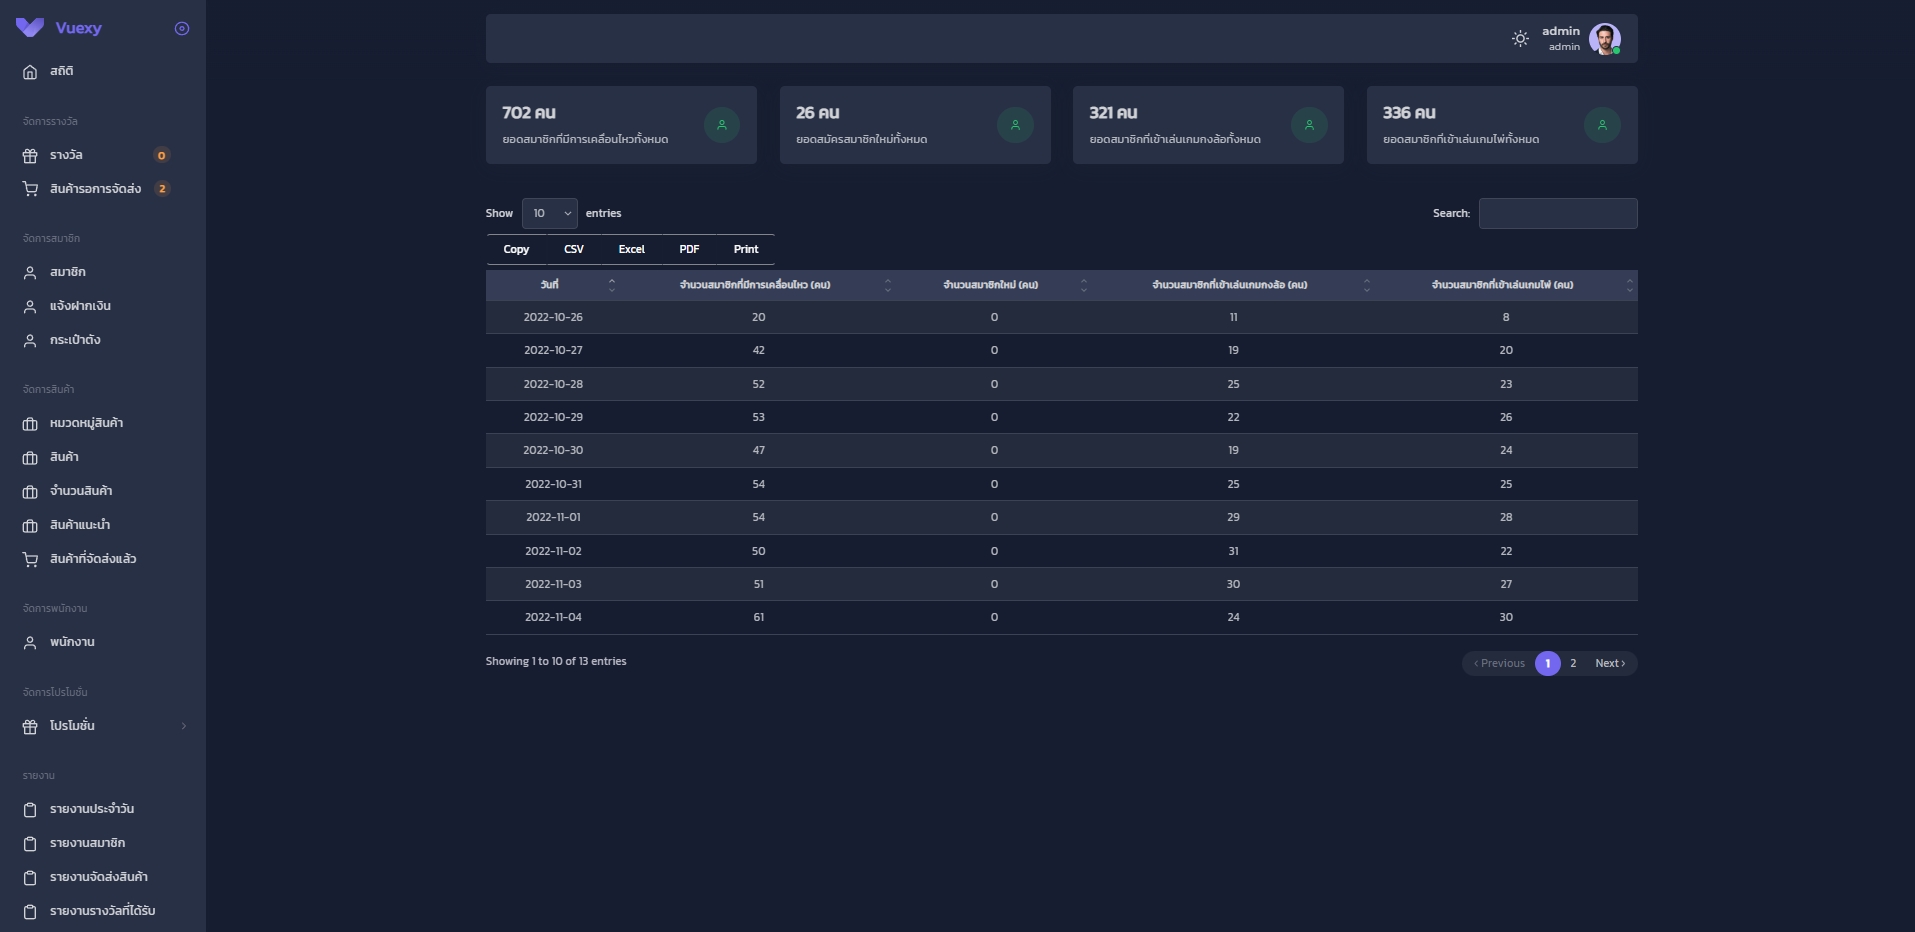 Vuexy
สถิติ
จัดการรางวัล
รางวัล 0
สินค้ารอการจัดส่ง 2
จัดการสมาชิก
สมาชิก
แจ้งฝากเงิน
กระเป๋าตัง
จัดการสินค้า
หมวดหมู่สินค้า
สินค้า
จำนวนสินค้า
สินค้าแนะนำ
สินค้าที่จัดส่งแล้ว
จัดการพนักงาน
พนักงาน
จัดการโปรโมชั่น
โปรโมชั่น
รายงาน
รายงานประจำวัน
รายงานสมาชิก
รายงานจัดส่งสินค้า
รายงานรางวัลที่ได้รับ
admin
admin
702 คน
ยอดสมาชิกที่มีการเคลื่อนไหวทั้งหมด
26 คน
ยอดสมัครสมาชิกใหม่ทั้งหมด
321 คน
ยอดสมาชิกที่เข้าเล่นเกมกงล้อทั้งหมด
336 คน
ยอดสมาชิกที่เข้าเล่นเกมไพ่ทั้งหมด
Show 10 entries Search:
Copy CSV Excel PDF Print
วันที่ จำนวนสมาชิกที่มีการเคลื่อนไหว (คน) จำนวนสมาชิกใหม่ (คน) จำนวนสมาชิกที่เข้าเล่นเกมกงล้อ (คน) จำนวนสมาชิกที่เข้าเล่นเกมไพ่ (คน)
2022-10-26 20 0 11 8
2022-10-27 42 0 19 20
2022-10-28 52 0 25 23
2022-10-29 53 0 22 26
2022-10-30 47 0 19 24
2022-10-31 54 0 25 25
2022-11-01 54 0 29 28
2022-11-02 50 0 31 22
2022-11-03 51 0 30 27
2022-11-04 61 0 24 30
Showing 1 to 10 of 13 entries
‹ Previous 1 2 Next ›